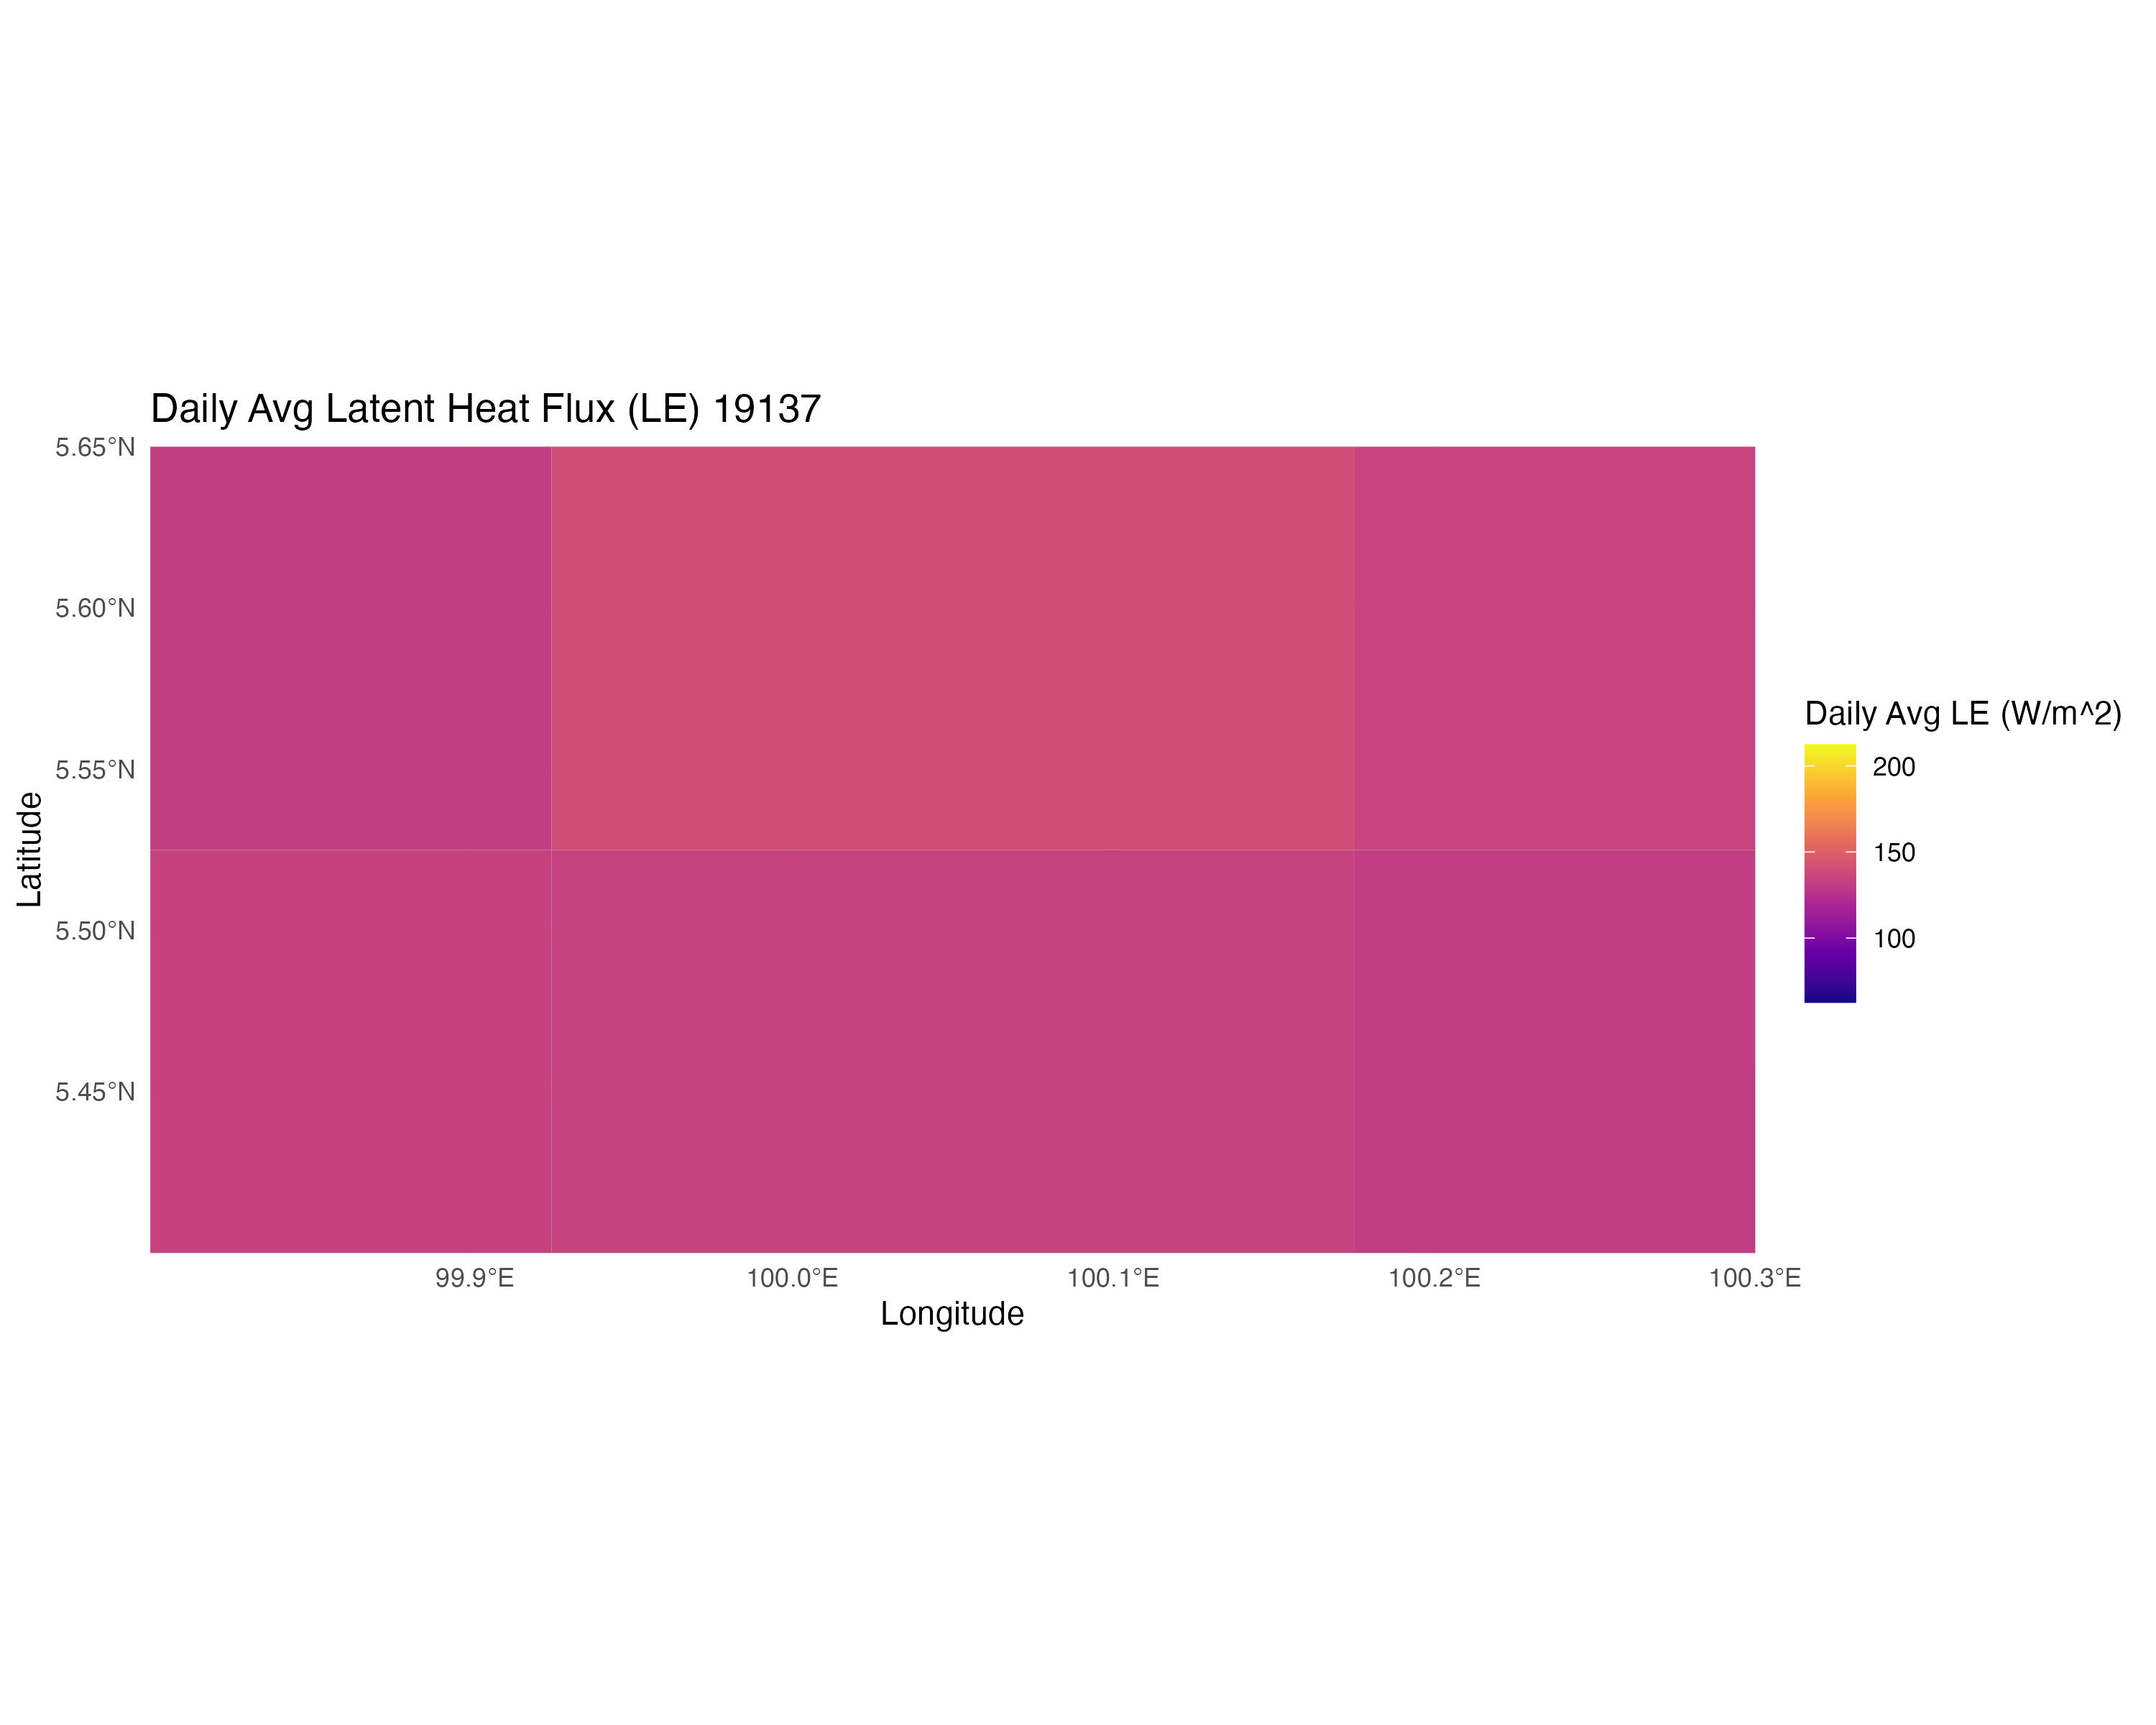 Daily Avg Latent Heat Flux (LE) 19137
5.65°N
5.60°N
5.55°N
5.50°N
5.45°N
Latitude
99.9°E 100.0°E 100.1°E 100.2°E 100.3°E
Longitude
Daily Avg LE (W/m^2)
200
150
100